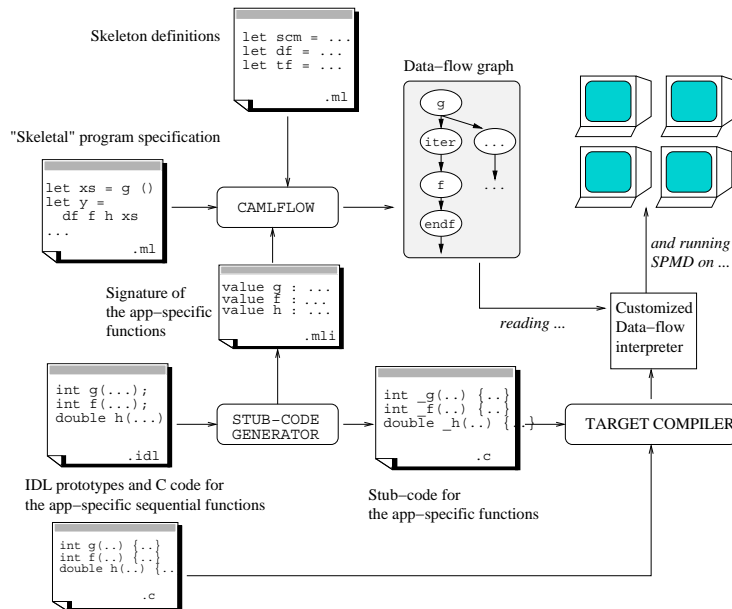 Skeleton definitions
let scm = ...
let df = ...
let tf = ...
.ml
"Skeletal" program specification
let xs = g ()
let y =
df f h xs
...
.ml
CAMLFLOW
Data−flow graph
g
iter
...
f
...
endf
and running
SPMD on ...
Signature of
the app−specific
functions
value g : ...
value f : ...
value h : ...
.mli
reading ...
Customized
Data−flow
interpreter
int g(...);
int f(...);
double h(...)
.idl
STUB-CODE
GENERATOR
int _g(..) {..}
int _f(..) {..}
double _h(..) {..}
.c
TARGET COMPILER
IDL prototypes and C code for
the app−specific sequential functions
Stub−code for
the app−specific functions
int g(..) {..}
int f(..) {..}
double h(..) {..
.c